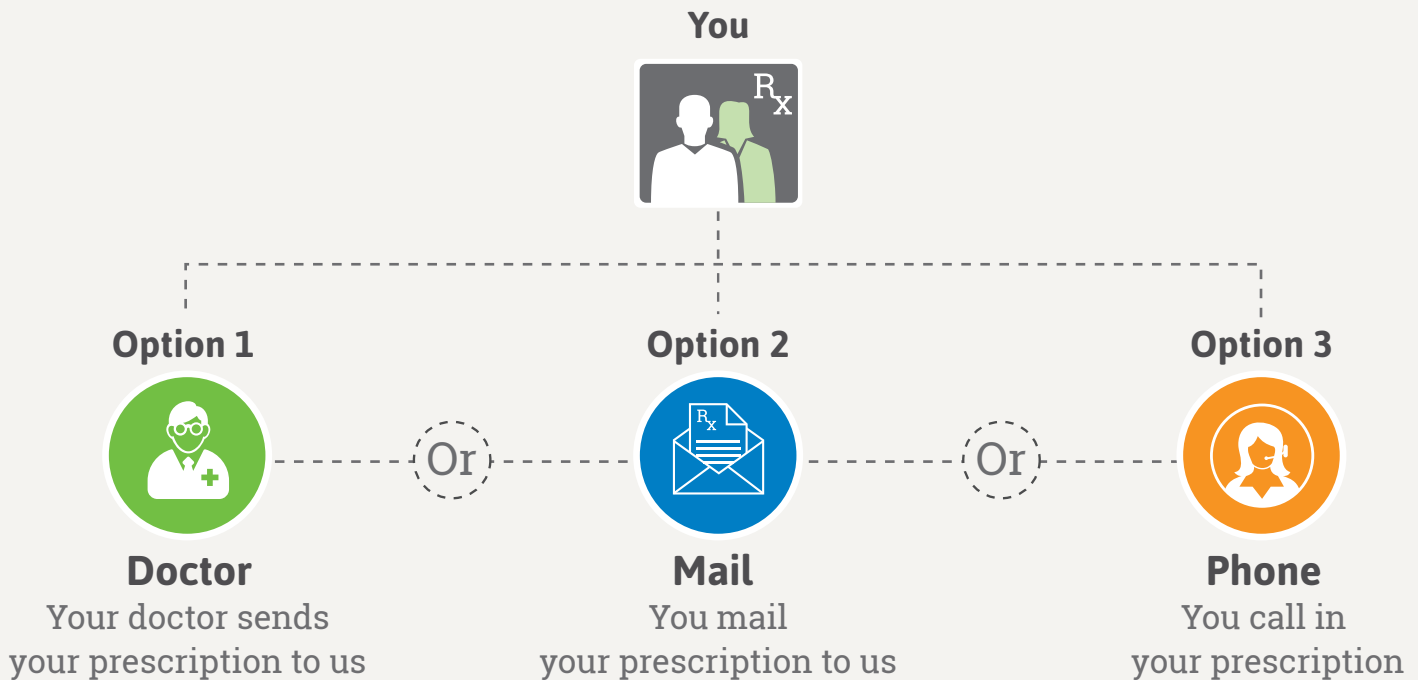 You
Rx
Option 1
Option 2
Option 3
Or
Rx
Or
Doctor
Your doctor sends
your prescription to us
Mail
You mail
your prescription to us
Phone
You call in
your prescription